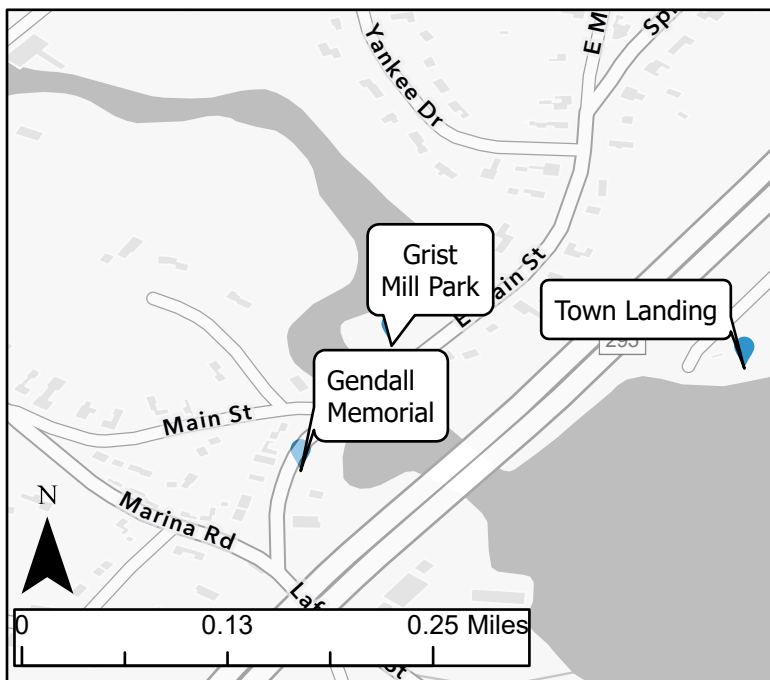 Yankee Dr
E M
Grist
Mill Park
E Main St
Town Landing
295
Gendall
Memorial
Main St
Marina Rd
N
0
0.13
0.25 Miles